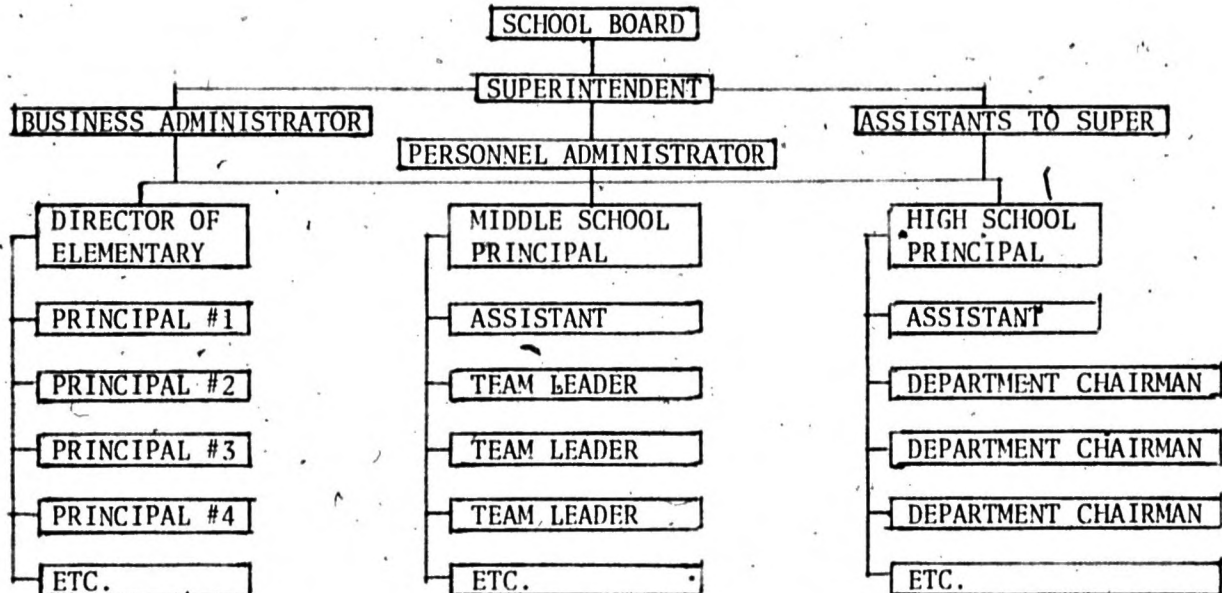 SCHOOL BOARD
SUPERINTENDENT
BUSINESS ADMINISTRATOR
ASSISTANTS TO SUPER
PERSONNEL ADMINISTRATOR
DIRECTOR OF
ELEMENTARY
PRINCIPAL #1
PRINCIPAL #2
PRINCIPAL #3
PRINCIPAL #4
ETC.
MIDDLE SCHOOL
PRINCIPAL
ASSISTANT
TEAM LEADER
TEAM LEADER
TEAM LEADER
ETC.
HIGH SCHOOL
PRINCIPAL
ASSISTANT
DEPARTMENT CHAIRMAN
DEPARTMENT CHAIRMAN
DEPARTMENT CHAIRMAN
ETC.